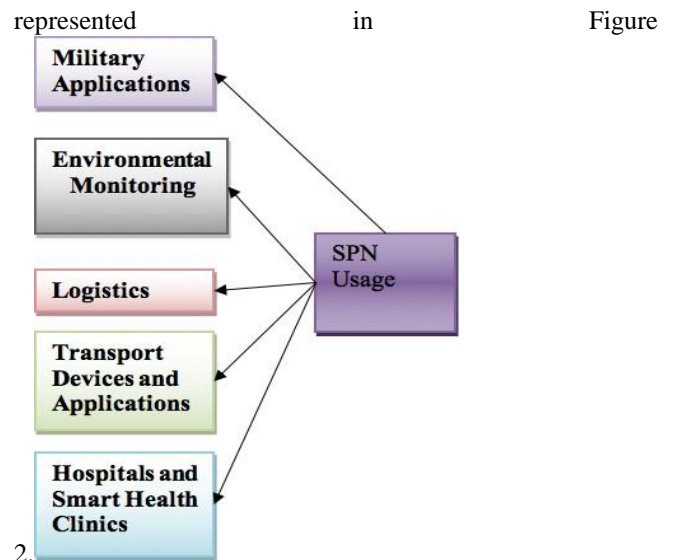 represented in Figure
Military
Applications
Environmental
Monitoring
SPN
Usage
Logistics
Transport
Devices and
Applications
Hospitals and
Smart Health
Clinics
2.